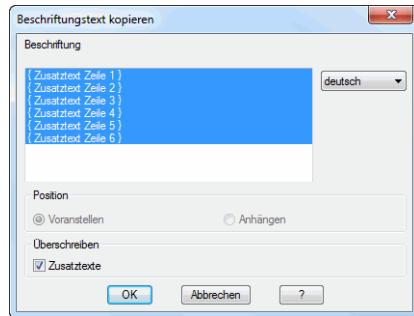 Beschriftungstext kopieren
Beschriftung
{ Zusatztext Zeile 1 }
{ Zusatztext Zeile 2 }
{ Zusatztext Zeile 3 }
{ Zusatztext Zeile 4 }
{ Zusatztext Zeile 5 }
{ Zusatztext Zeile 6 }
deutsch
Position
Voranstellen
Anhängen
Überschreiben
Zusatztexte
OK
Abbrechen
?